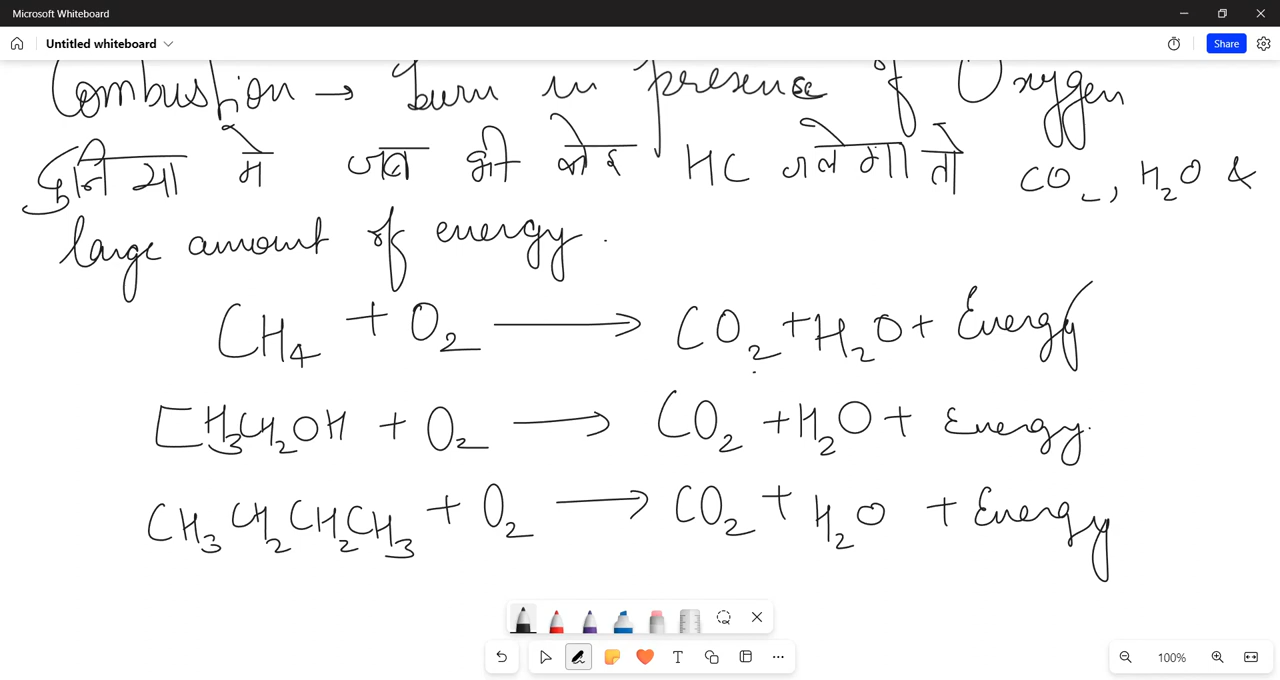 Microsoft Whiteboard
Untitled whiteboard
Share
Combustion → burn in presence of Oxygen
दुनिया में जब भी कोई HC जलेगा तो CO₂, H₂O &
large amount of energy.
CH₄ + O₂ → CO₂ + H₂O + Energy
CH₃CH₂OH + O₂ → CO₂ + H₂O + Energy.
CH₃CH₂CH₂CH₃ + O₂ → CO₂ + H₂O + Energy
T
100%